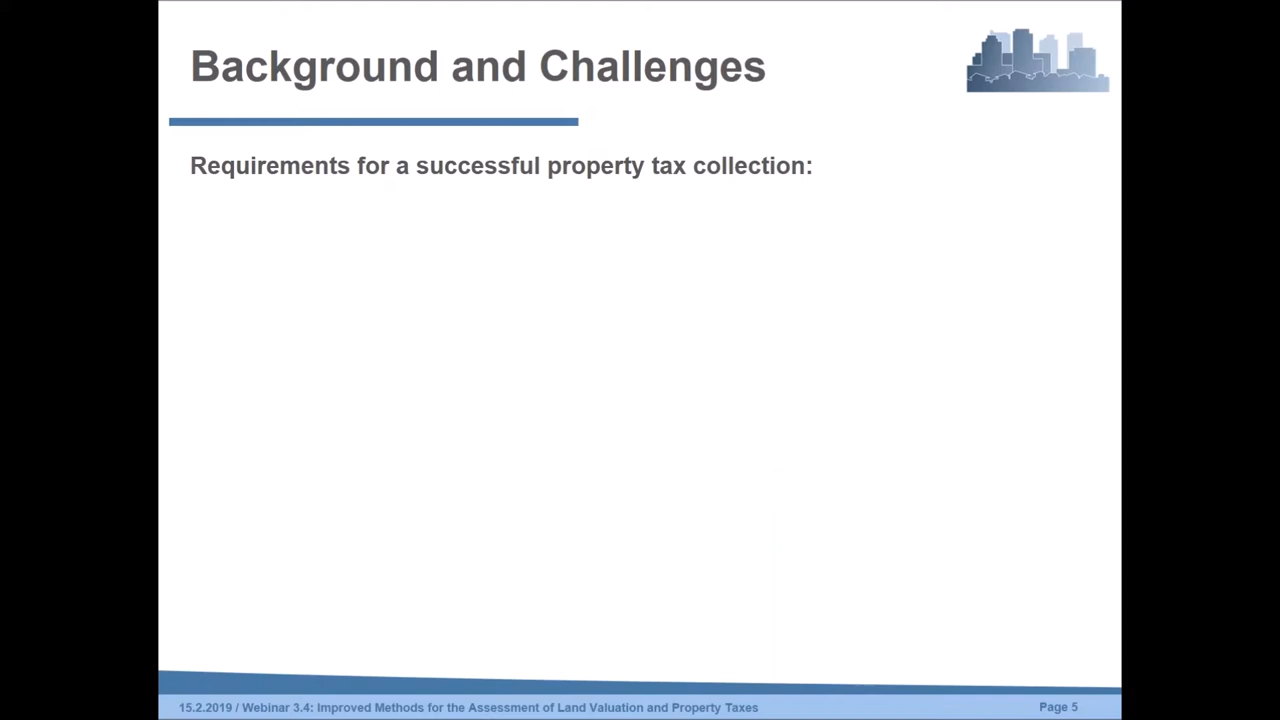 Background and Challenges
Requirements for a successful property tax collection:
15.2.2019 / Webinar 3.4: Improved Methods for the Assessment of Land Valuation and Property Taxes
Page 5